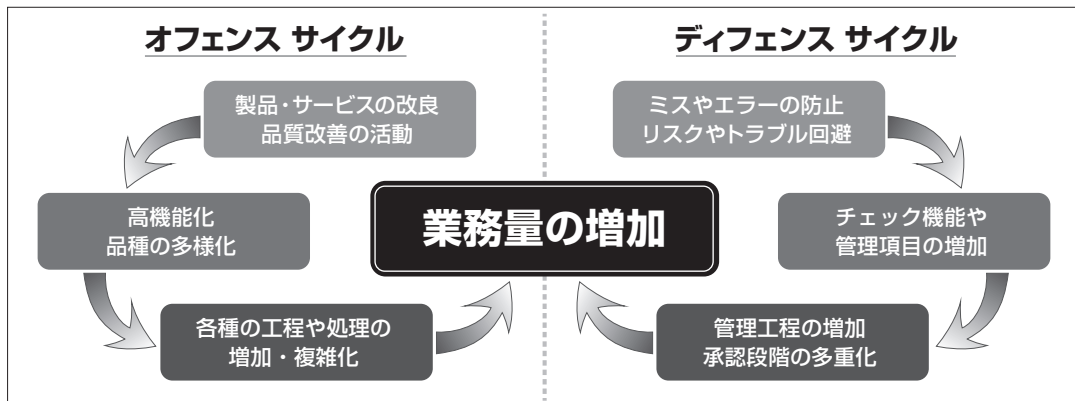 オフェンス サイクル
製品・サービスの改良
品質改善の活動
高機能化
品種の多様化
各種の工程や処理の
増加・複雑化
業務量の増加
ディフェンス サイクル
ミスやエラーの防止
リスクやトラブル回避
チェック機能や
管理項目の増加
管理工程の増加
承認段階の多重化